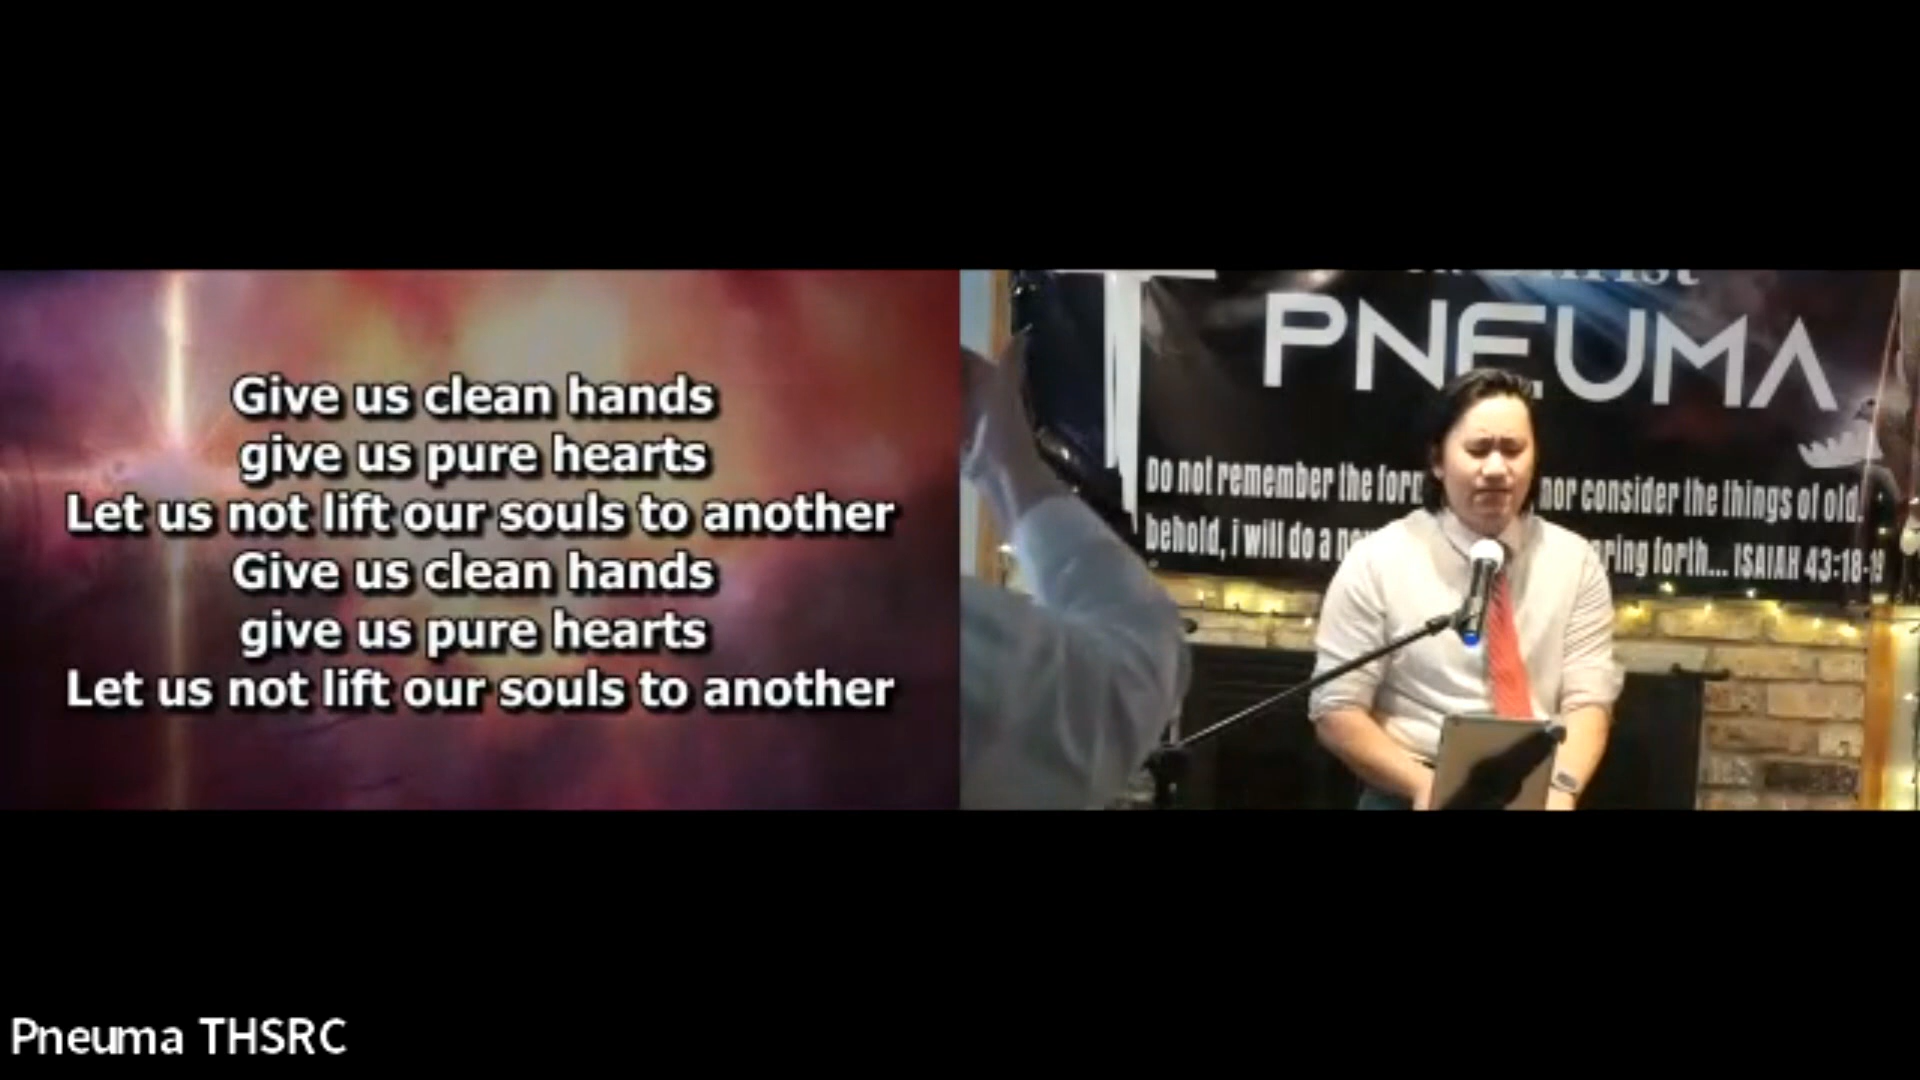 Give us clean hands
give us pure hearts
Let us not lift our souls to another
Give us clean hands
give us pure hearts
Let us not lift our souls to another
PNEUMA
Do not remember the nor consider the things of old.
behold, i will do a forth... ISAIAH 43:18-19
Pneuma THSRC